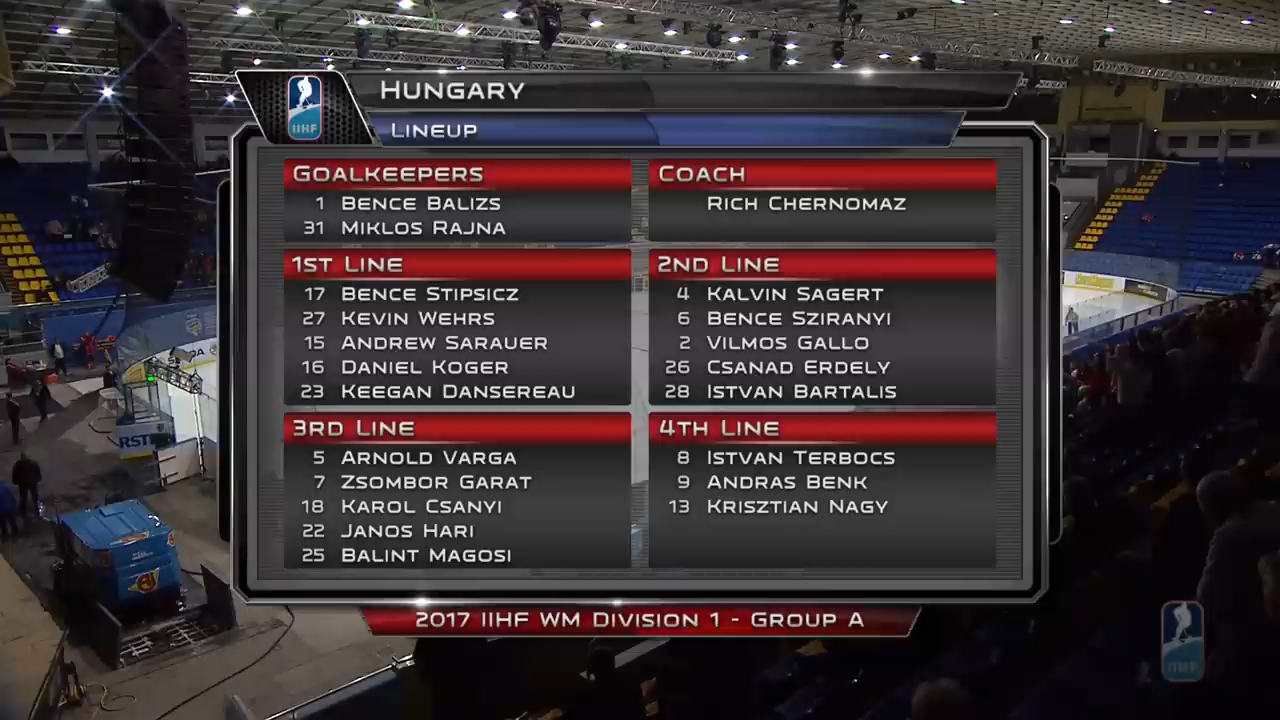 IIHF
HUNGARY
LINEUP
GOALKEEPERS
1 BENCE BALIZS
31 MIKLOS RAJNA
COACH
RICH CHERNOMAZ
1ST LINE
17 BENCE STIPSICZ
27 KEVIN WEHRS
15 ANDREW SARAUER
16 DANIEL KOGER
23 KEEGAN DANSEREAU
2ND LINE
4 KALVIN SAGERT
6 BENCE SZIRANYI
2 VILMOS GALLO
26 CSANAD ERDELY
28 ISTVAN BARTALIS
3RD LINE
5 ARNOLD VARGA
7 ZSOMBOR GARAT
18 KAROL CSANYI
22 JANOS HARI
25 BALINT MAGOSI
4TH LINE
8 ISTVAN TERBOCS
9 ANDRAS BENK
13 KRISZTIAN NAGY
RST
2017 IIHF WM DIVISION 1 - GROUP A
IIHF